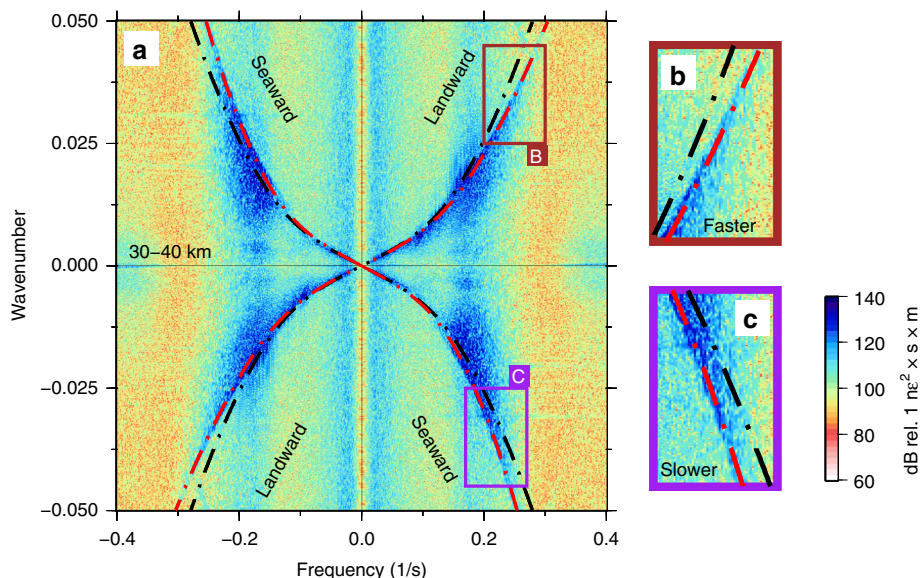 a
Seaward
Landward
B
30–40 km
C
Landward
Seaward
Wavenumber
0.050
0.025
0.000
−0.025
−0.050
−0.4
−0.2
0.0
0.2
0.4
Frequency (1/s)
b
Faster
c
Slower
140
120
100
80
60
dB rel. 1 nε² × s × m